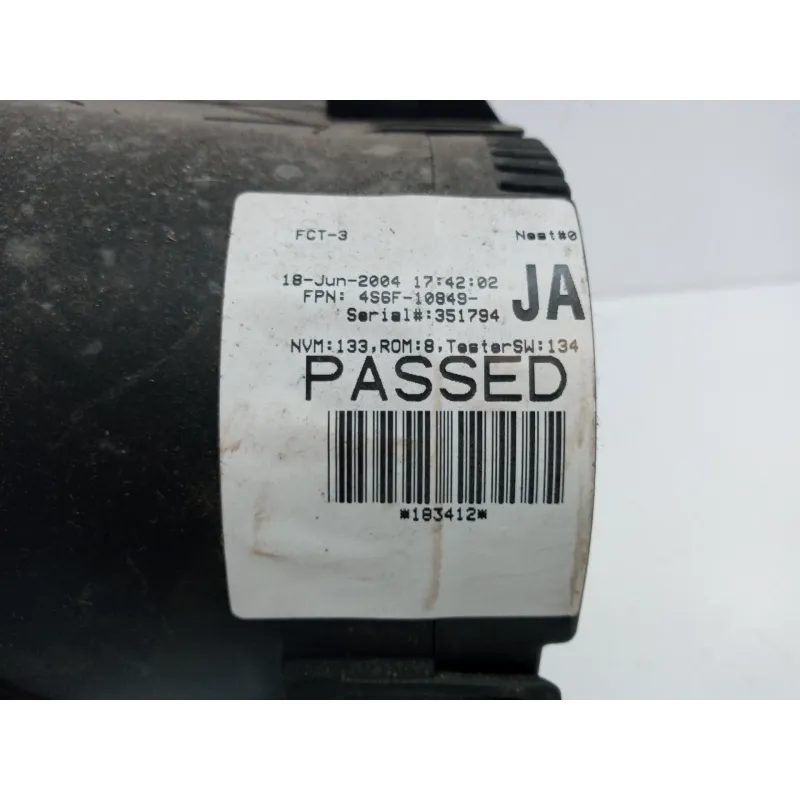 FCT-3 Nest#0
18-Jun-2004 17:42:02
FPN: 4S6F-10849- JA
Serial#:351794
NVM:133,ROM:8,TesterSW:134
PASSED
*183412*